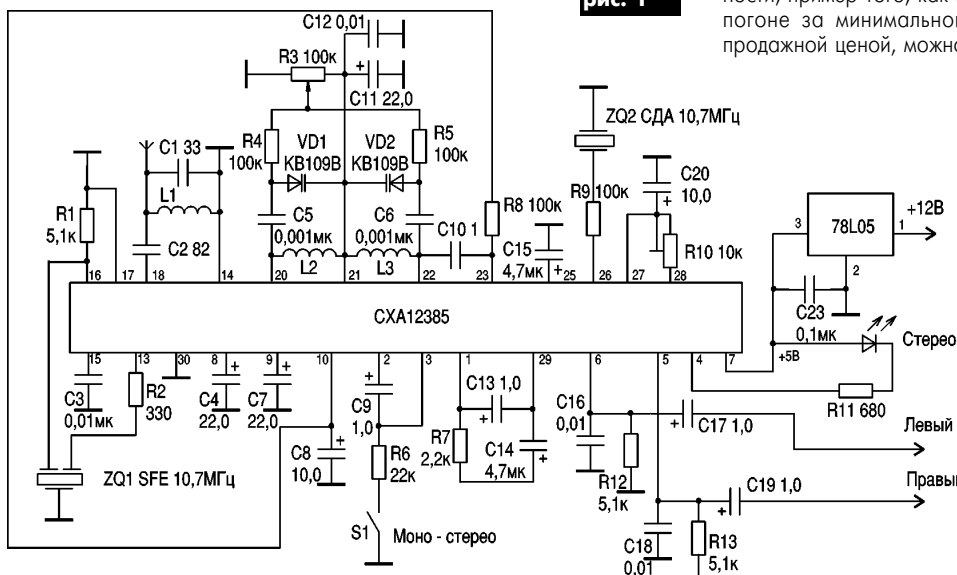 рис. 1
ности, пример того, как
погоне за минимально
продажной ценой, можно
C12 0,01
R3 100к
+
C11 22,0
ZQ2 СДА 10,7МГц
C1 33
L1
R4
100к
VD1
КВ109В
VD2
КВ109В
R5
100к
C20
10,0
+
R1
5,1к
C2 82
C5
0,001мк
L2
C6
0,001мк
L3
C10 1
R8 100к
C15
4,7мк
+
R9 100к
R10 10к
3
78L05
1
+12В
2
C23
0,1мк
16
17
18
14
20
21
22
23
25
26
27
28
CXA12385
+5В
Стерео
15
13
30
8
9
10
2
3
1
29
6
5
4
7
C3
0,01мк
R2
330
C4
22,0
+
C7
22,0
+
C8
10,0
+
C9
1,0
+
R6
22к
C13 1,0
+
R7
2,2к
C14
4,7мк
+
C16
0,01
R12
5,1к
+
C17 1,0
R11 680
Левый
Правы
C19 1,0
+
ZQ1 SFE 10,7МГц
S1
Моно - стерео
C18
0,01
R13
5,1к